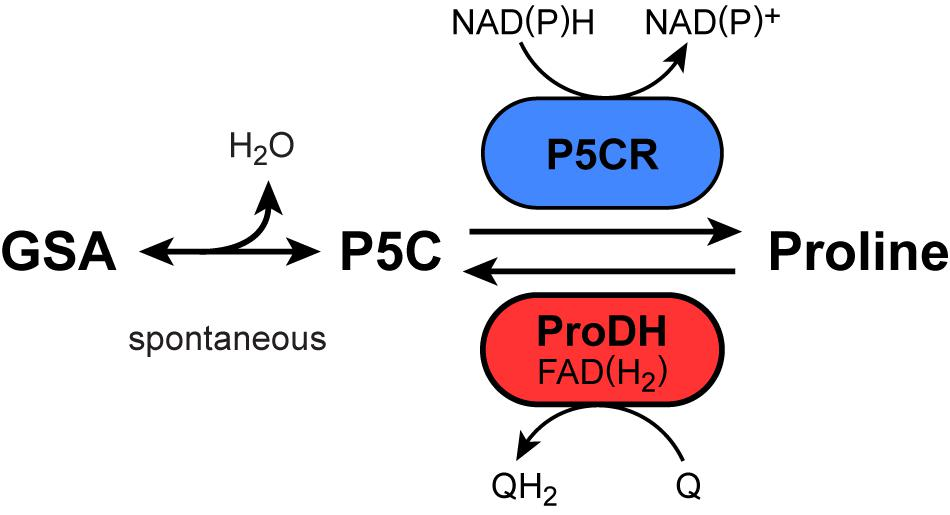 NAD(P)H NAD(P)⁺
P5CR
H₂O
GSA P5C Proline
spontaneous
ProDH
FAD(H₂)
QH₂ Q